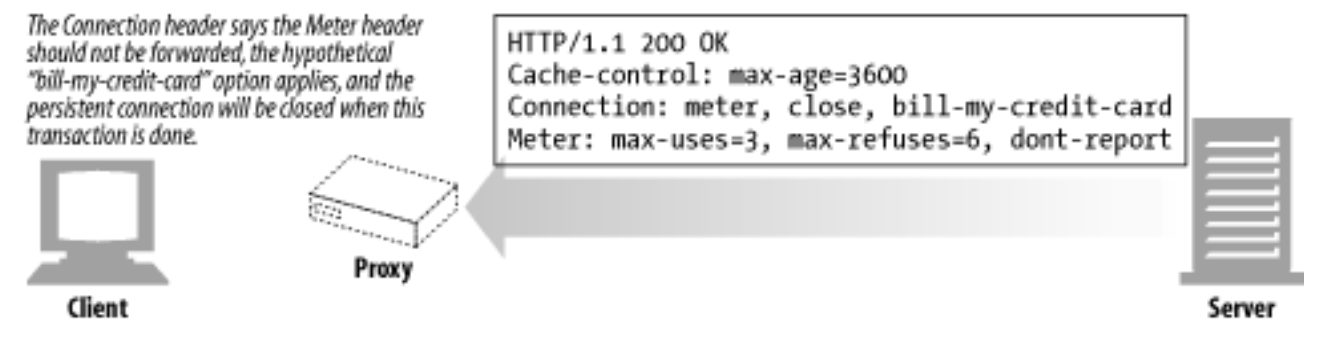 The Connection header says the Meter header
should not be forwarded, the hypothetical
"bill-my-credit-card" option applies, and the
persistent connection will be closed when this
transaction is done.
HTTP/1.1 200 OK
Cache-control: max-age=3600
Connection: meter, close, bill-my-credit-card
Meter: max-uses=3, max-refuses=6, dont-report
Client
Proxy
Server